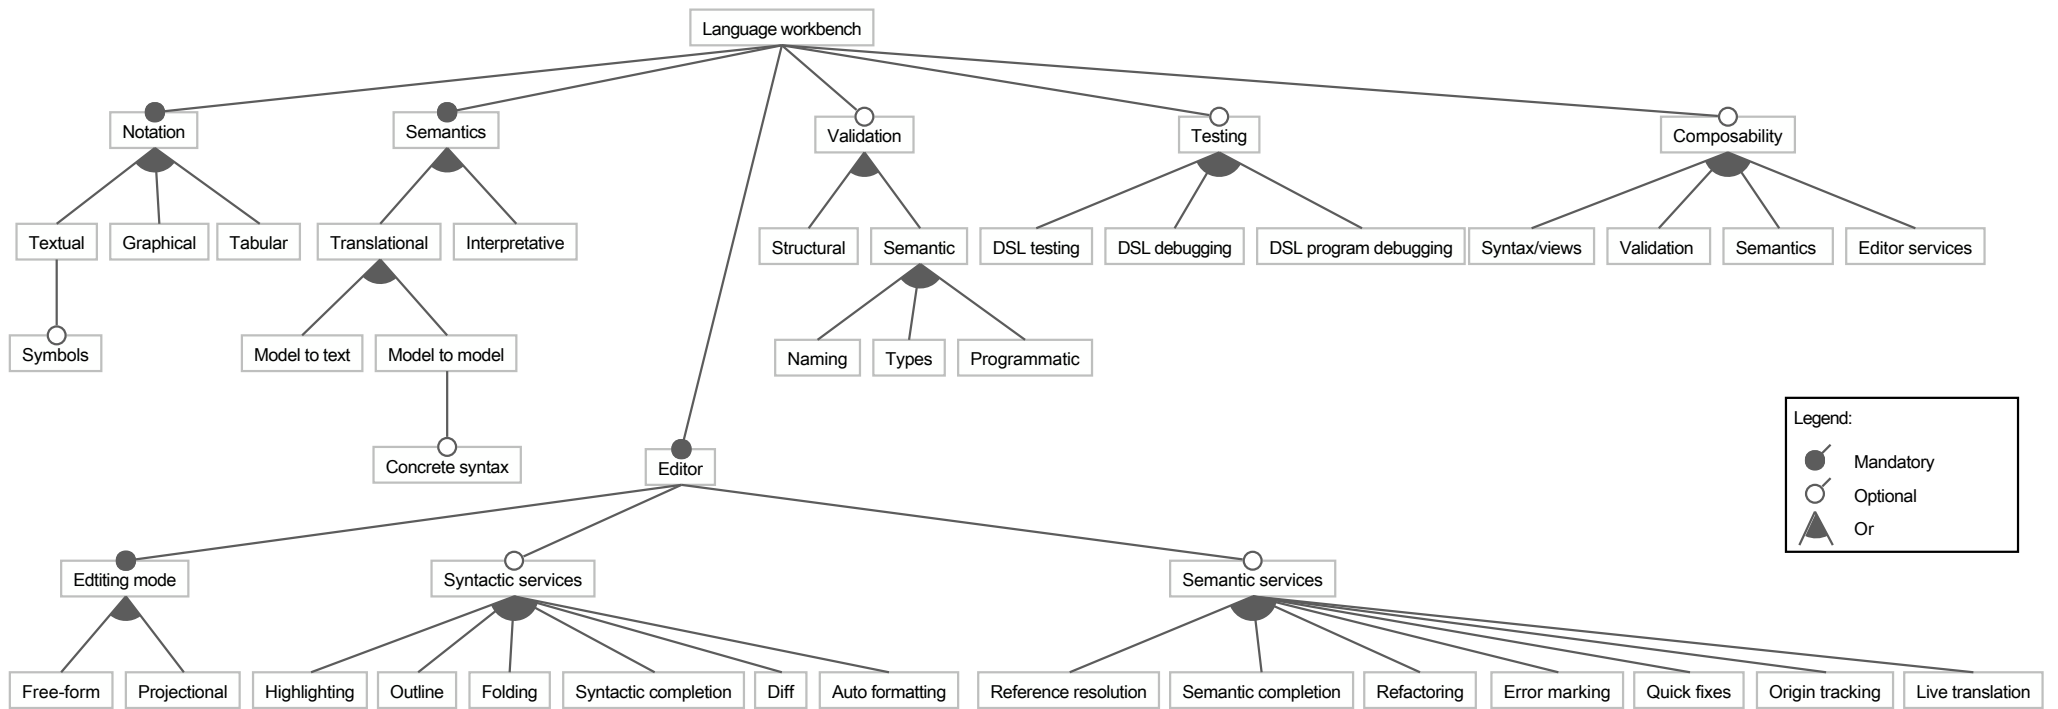 Language workbench
Notation
Semantics
Validation
Testing
Composability
Textual
Graphical
Tabular
Translational
Interpretative
Structural
Semantic
DSL testing
DSL debugging
DSL program debugging
Syntax/views
Validation
Semantics
Editor services
Symbols
Model to text
Model to model
Naming
Types
Programmatic
Concrete syntax
Legend:
Mandatory
Optional
Or
Editor
Edtiting mode
Syntactic services
Semantic services
Free-form
Projectional
Highlighting
Outline
Folding
Syntactic completion
Diff
Auto formatting
Reference resolution
Semantic completion
Refactoring
Error marking
Quick fixes
Origin tracking
Live translation